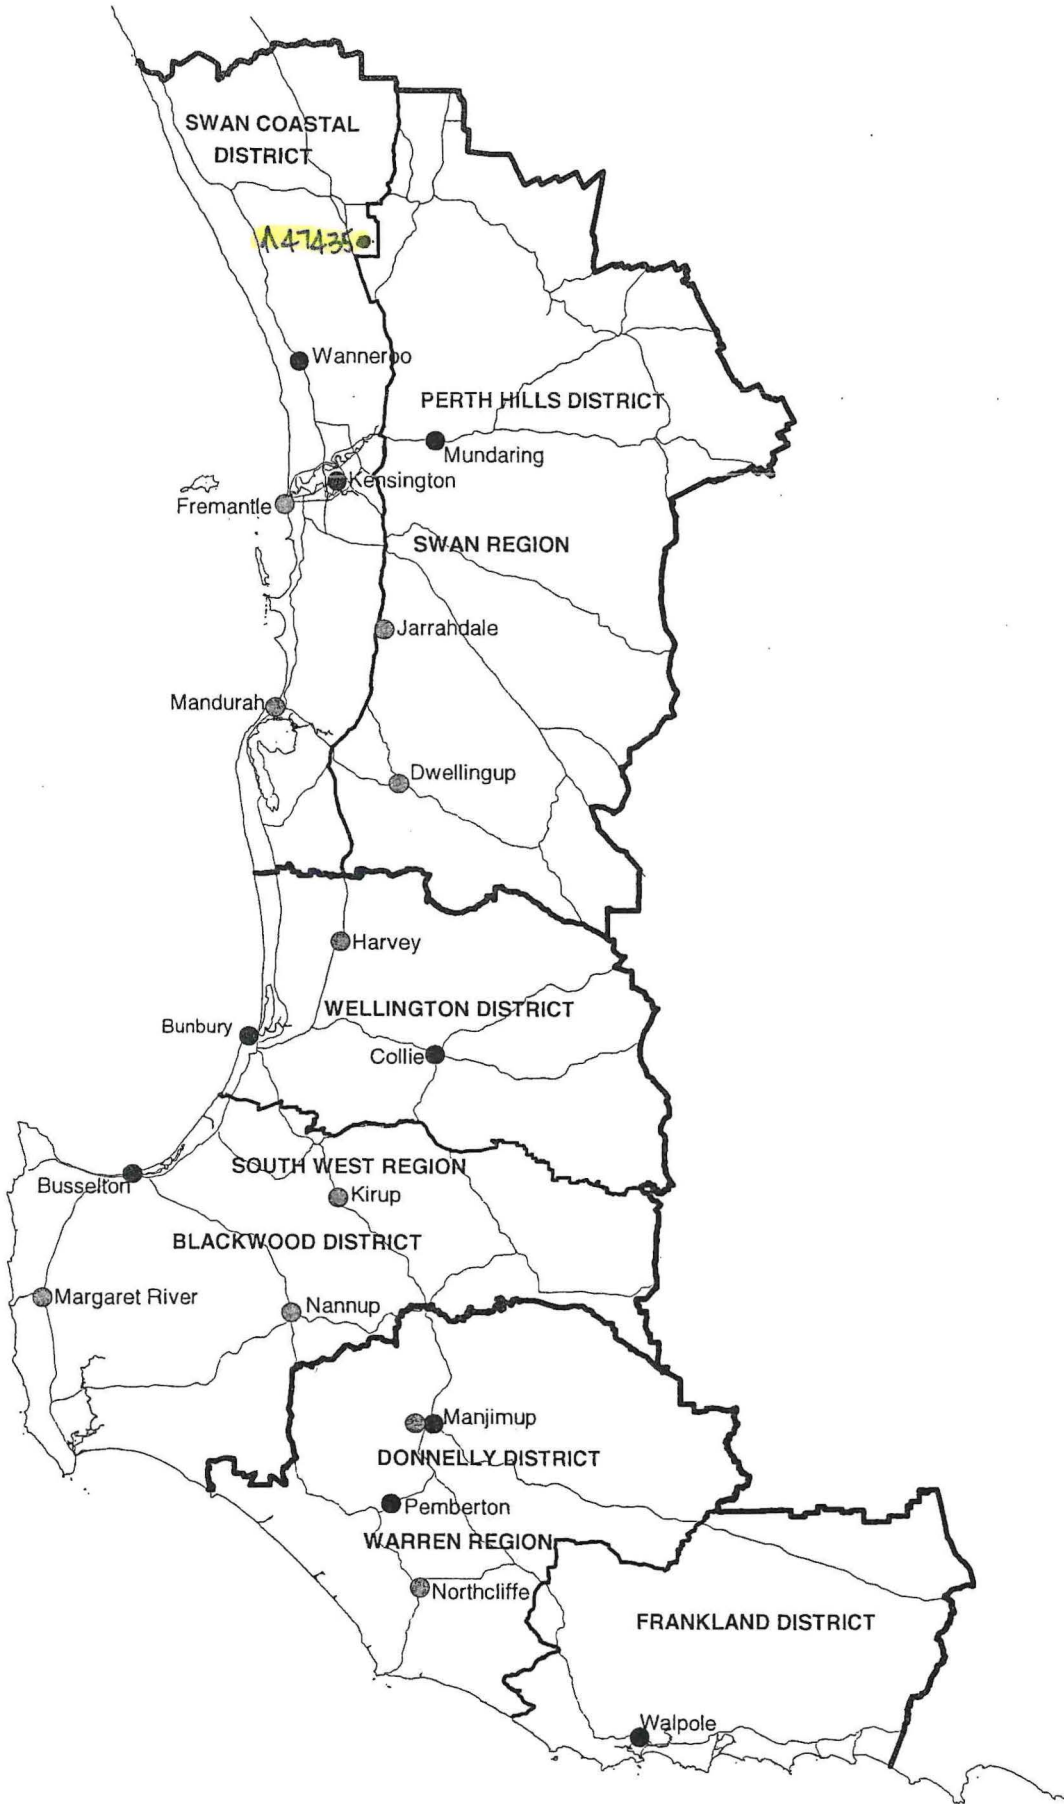 SWAN COASTAL
DISTRICT
A47435
Wanneroo
PERTH HILLS DISTRICT
Mundaring
Kensington
Fremantle
SWAN REGION
Jarrahdale
Mandurah
Dwellingup
Harvey
WELLINGTON DISTRICT
Bunbury
Collie
SOUTH WEST REGION
Busselton
Kirup
BLACKWOOD DISTRICT
Margaret River
Nannup
Manjimup
DONNELLY DISTRICT
Pemberton
WARREN REGION
Northcliffe
FRANKLAND DISTRICT
Walpole